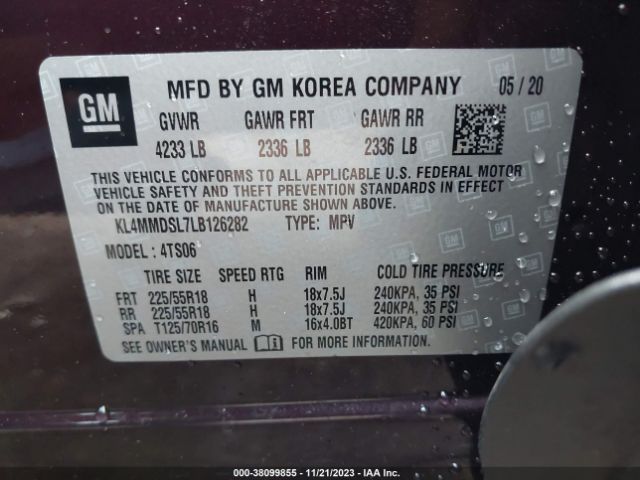 GM
MFD BY GM KOREA COMPANY 05 / 20
GVWR GAWR FRT GAWR RR
4233 LB 2336 LB 2336 LB
THIS VEHICLE CONFORMS TO ALL APPLICABLE U.S. FEDERAL MOTOR
VEHICLE SAFETY AND THEFT PREVENTION STANDARDS IN EFFECT
ON THE DATE OF MANUFACTURE SHOWN ABOVE.
KL4MMDSL7LB126282 TYPE: MPV
MODEL: 4TS06
TIRE SIZE SPEED RTG RIM COLD TIRE PRESSURE
FRT 225/55R18 H 18x7.5J 240KPA, 35 PSI
RR 225/55R18 H 18x7.5J 240KPA, 35 PSI
SPA T125/70R16 M 16x4.0BT 420KPA, 60 PSI
SEE OWNER'S MANUAL i FOR MORE INFORMATION.
000-38099855 - 11/21/2023 - IAA Inc.